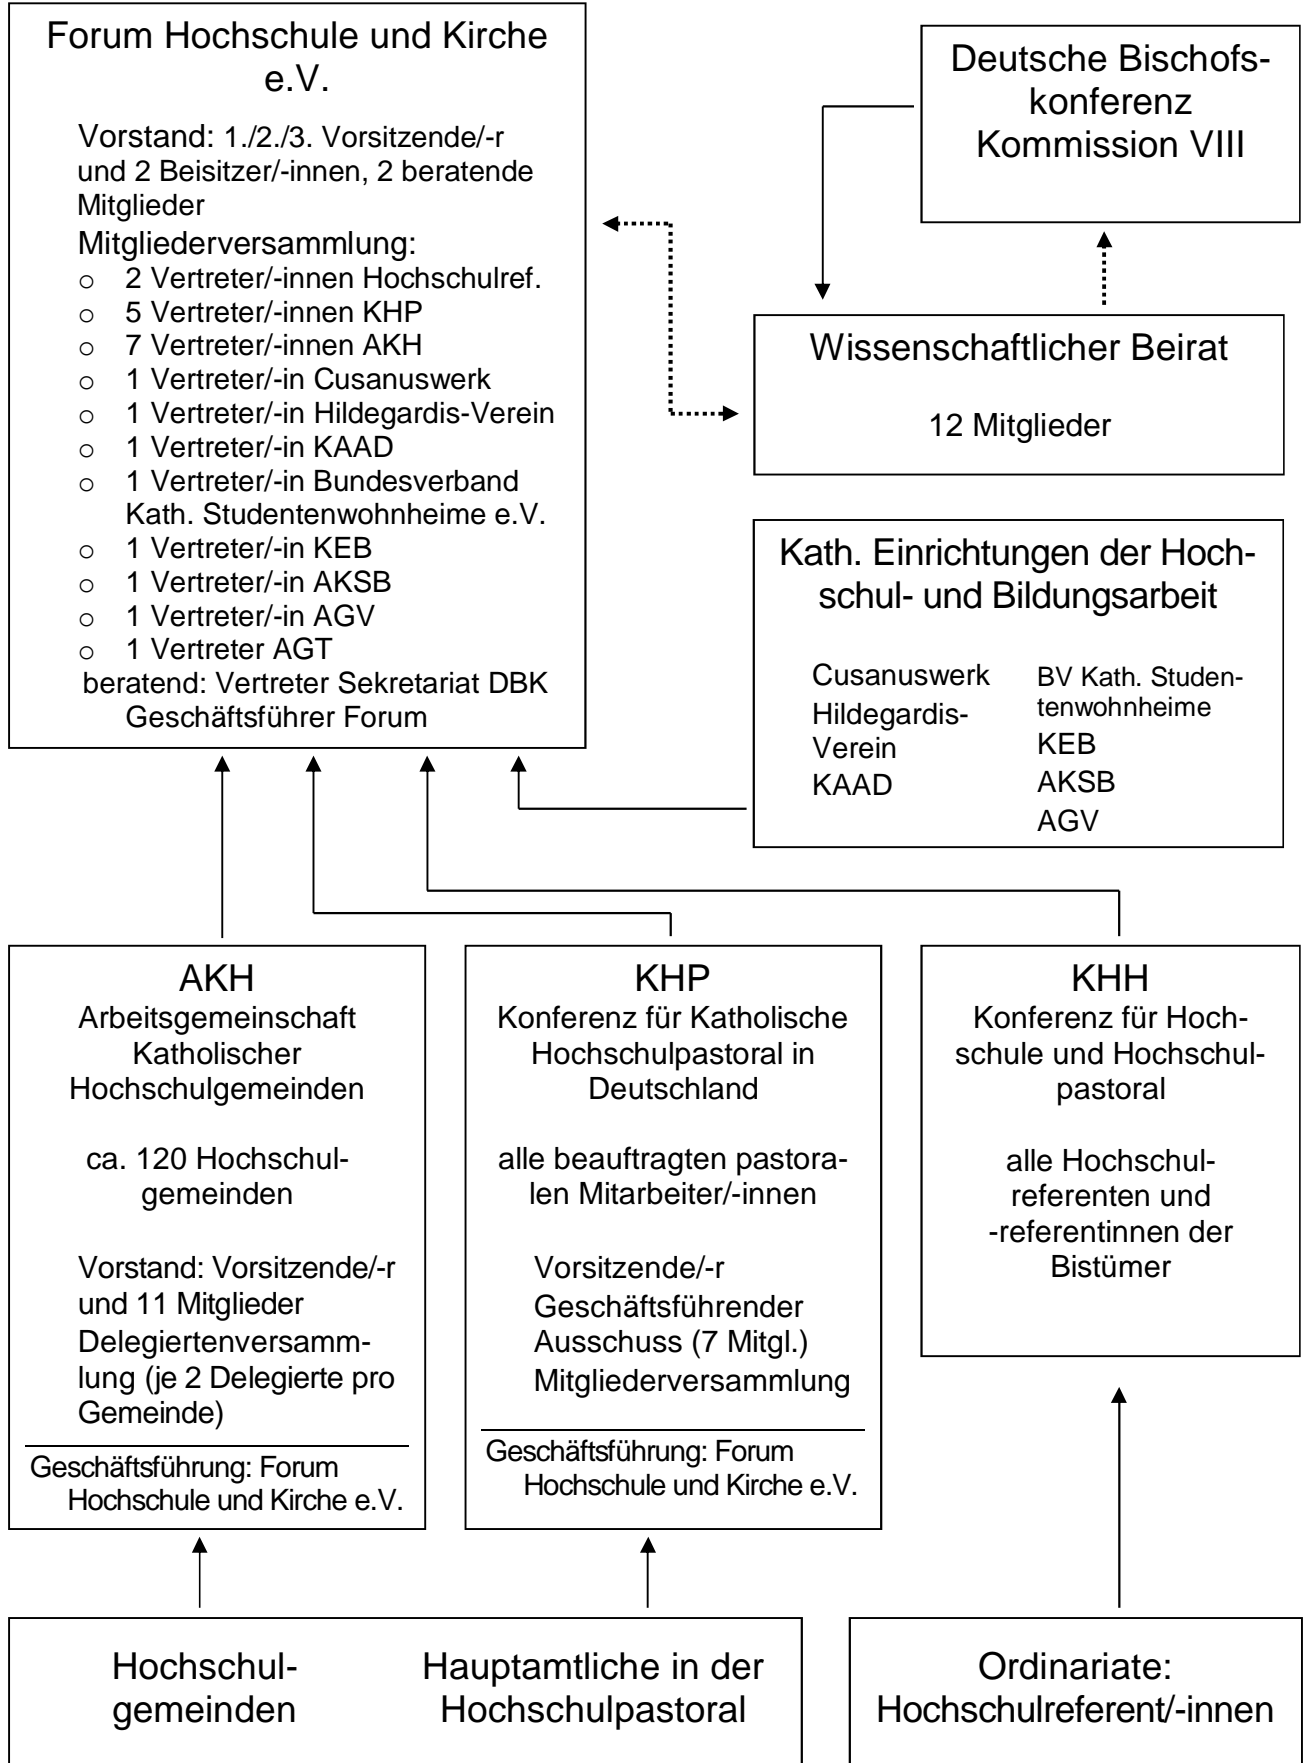 Forum Hochschule und Kirche
e.V.
Vorstand: 1./2./3. Vorsitzende/-r
und 2 Beisitzer/-innen, 2 beratende
Mitglieder
Mitgliederversammlung:
o 2 Vertreter/-innen Hochschulref.
o 5 Vertreter/-innen KHP
o 7 Vertreter/-innen AKH
o 1 Vertreter/-in Cusanuswerk
o 1 Vertreter/-in Hildegardis-Verein
o 1 Vertreter/-in KAAD
o 1 Vertreter/-in Bundesverband
Kath. Studentenwohnheime e.V.
o 1 Vertreter/-in KEB
o 1 Vertreter/-in AKSB
o 1 Vertreter/-in AGV
o 1 Vertreter AGT
beratend: Vertreter Sekretariat DBK
Geschäftsführer Forum
Deutsche Bischofs-
konferenz
Kommission VIII
Wissenschaftlicher Beirat
12 Mitglieder
Kath. Einrichtungen der Hoch-
schul- und Bildungsarbeit
Cusanuswerk
Hildegardis-
Verein
KAAD
BV Kath. Studen-
tenwohnheime
KEB
AKSB
AGV
AKH
Arbeitsgemeinschaft
Katholischer
Hochschulgemeinden
ca. 120 Hochschul-
gemeinden
Vorstand: Vorsitzende/-r
und 11 Mitglieder
Delegiertenversamm-
lung (je 2 Delegierte pro
Gemeinde)
Geschäftsführung: Forum
Hochschule und Kirche e.V.
KHP
Konferenz für Katholische
Hochschulpastoral in
Deutschland
alle beauftragten pastora-
len Mitarbeiter/-innen
Vorsitzende/-r
Geschäftsführender
Ausschuss (7 Mitgl.)
Mitgliederversammlung
Geschäftsführung: Forum
Hochschule und Kirche e.V.
KHH
Konferenz für Hoch-
schule und Hochschul-
pastoral
alle Hochschul-
referenten und
-referentinnen der
Bistümer
Hochschul-
gemeinden
Hauptamtliche in der
Hochschulpastoral
Ordinariate:
Hochschulreferent/-innen